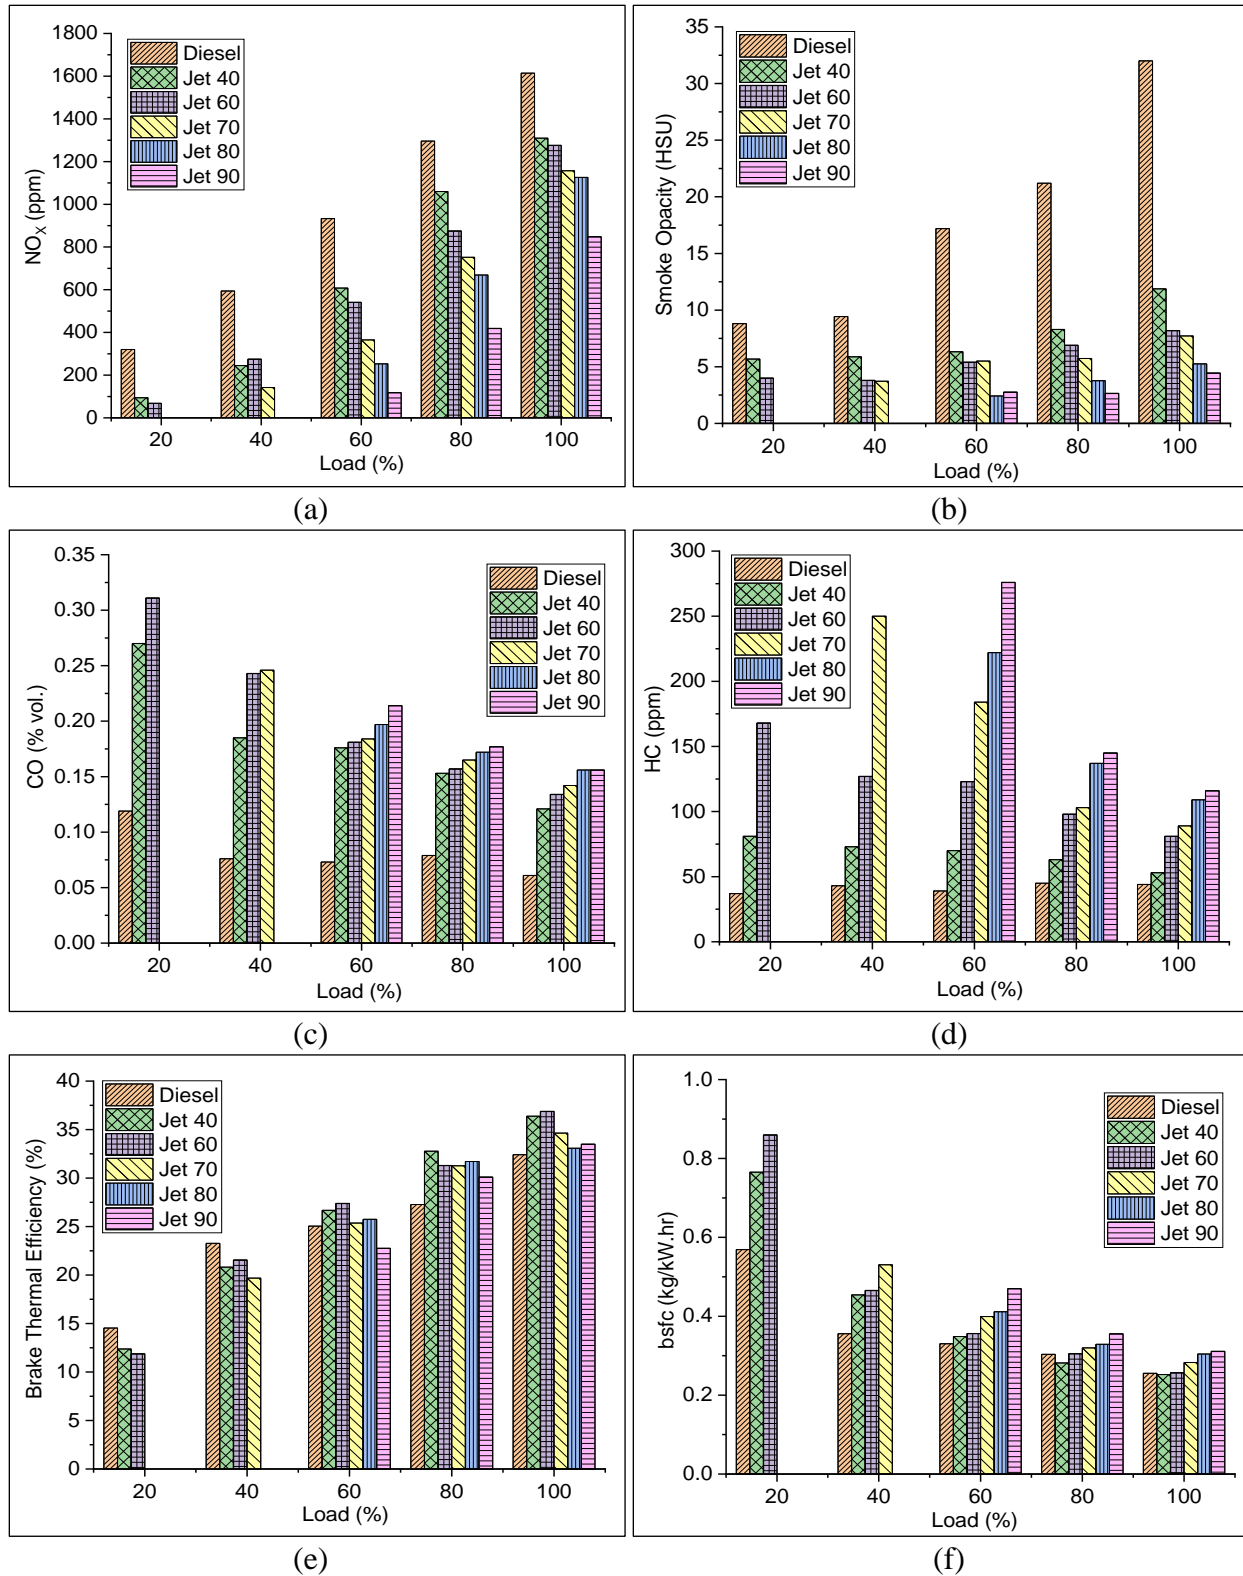 1800
1600
1400
1200
1000
800
600
400
200
0
NOX (ppm)
Diesel
Jet 40
Jet 60
Jet 70
Jet 80
Jet 90
20 40 60 80 100
Load (%)
(a)
35
30
25
20
15
10
5
0
Smoke Opacity (HSU)
Diesel
Jet 40
Jet 60
Jet 70
Jet 80
Jet 90
20 40 60 80 100
Load (%)
(b)
0.35
0.30
0.25
0.20
0.15
0.10
0.05
0.00
CO (% vol.)
Diesel
Jet 40
Jet 60
Jet 70
Jet 80
Jet 90
20 40 60 80 100
Load (%)
(c)
300
250
200
150
100
50
0
HC (ppm)
Diesel
Jet 40
Jet 60
Jet 70
Jet 80
Jet 90
20 40 60 80 100
Load (%)
(d)
40
35
30
25
20
15
10
5
0
Brake Thermal Efficiency (%)
Diesel
Jet 40
Jet 60
Jet 70
Jet 80
Jet 90
20 40 60 80 100
Load (%)
(e)
1.0
0.8
0.6
0.4
0.2
0.0
bsfc (kg/kW.hr)
Diesel
Jet 40
Jet 60
Jet 70
Jet 80
Jet 90
20 40 60 80 100
Load (%)
(f)